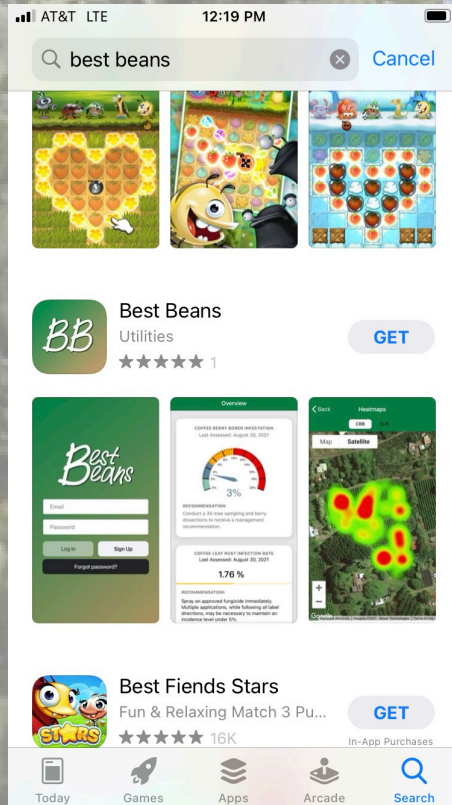 AT&T LTE 12:19 PM
best beans Cancel
BB
Best Beans
Utilities
1
GET
Best
Beans
Email
Password
Log In Sign Up
Forgot password?
Overview
COFFEE BERRY BORER INFESTATION
Last Assessed: August 30, 2021
3%
RECOMMENDATION:
Conduct a 30-tree sampling and berry
dissections to receive a management
recommendation.
COFFEE LEAF RUST INFECTION RATE
Last Assessed: August 30, 2021
1.76 %
RECOMMENDATION:
Spray an approved fungicide immediately.
Multiple applications, while following all label
directions, may be necessary to maintain an
incidence level under 5%.
Back Heatmaps
CBB CLR
Map Satellite
+
−
STARS
Best Fiends Stars
Fun & Relaxing Match 3 Pu...
16K
GET
In-App Purchases
Today Games Apps Arcade Search